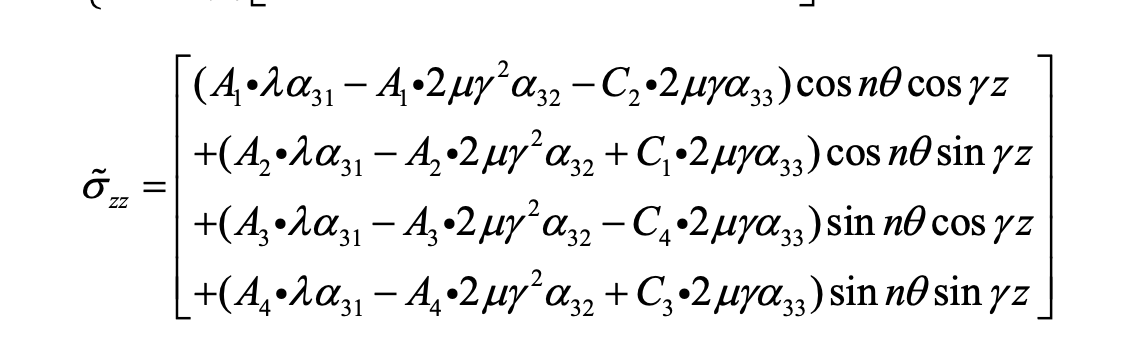 (A₁•λα₃₁ − A₁•2μγ²α₃₂ − C₂•2μγα₃₃)cos nθ cos γz
+(A₂•λα₃₁ − A₂•2μγ²α₃₂ + C₁•2μγα₃₃)cos nθ sin γz
σ̃_zz =
+(A₃•λα₃₁ − A₃•2μγ²α₃₂ − C₄•2μγα₃₃)sin nθ cos γz
+(A₄•λα₃₁ − A₄•2μγ²α₃₂ + C₃•2μγα₃₃)sin nθ sin γz